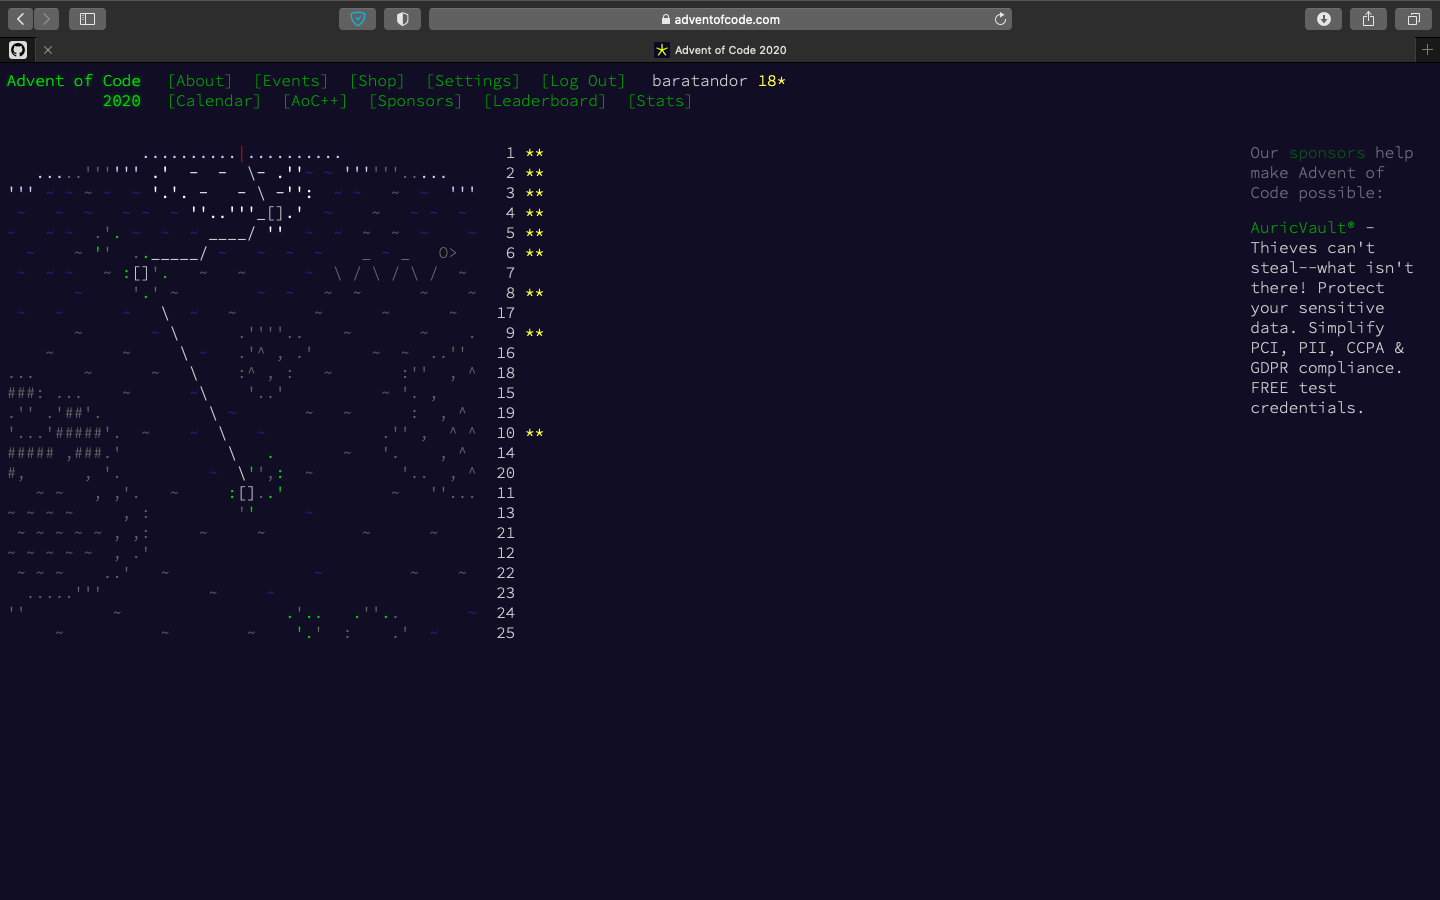 adventofcode.com
Advent of Code 2020
Advent of Code [About] [Events] [Shop] [Settings] [Log Out] baratandor 18*
2020 [Calendar] [AoC++] [Sponsors] [Leaderboard] [Stats]
1 **
2 **
3 **
4 **
5 **
6 **
7
8 **
17
9 **
16
18
15
19
10 **
14
20
11
13
21
12
22
23
24
25
Our sponsors help
make Advent of
Code possible:
AuricVault® -
Thieves can't
steal--what isn't
there! Protect
your sensitive
data. Simplify
PCI, PII, CCPA &
GDPR compliance.
FREE test
credentials.